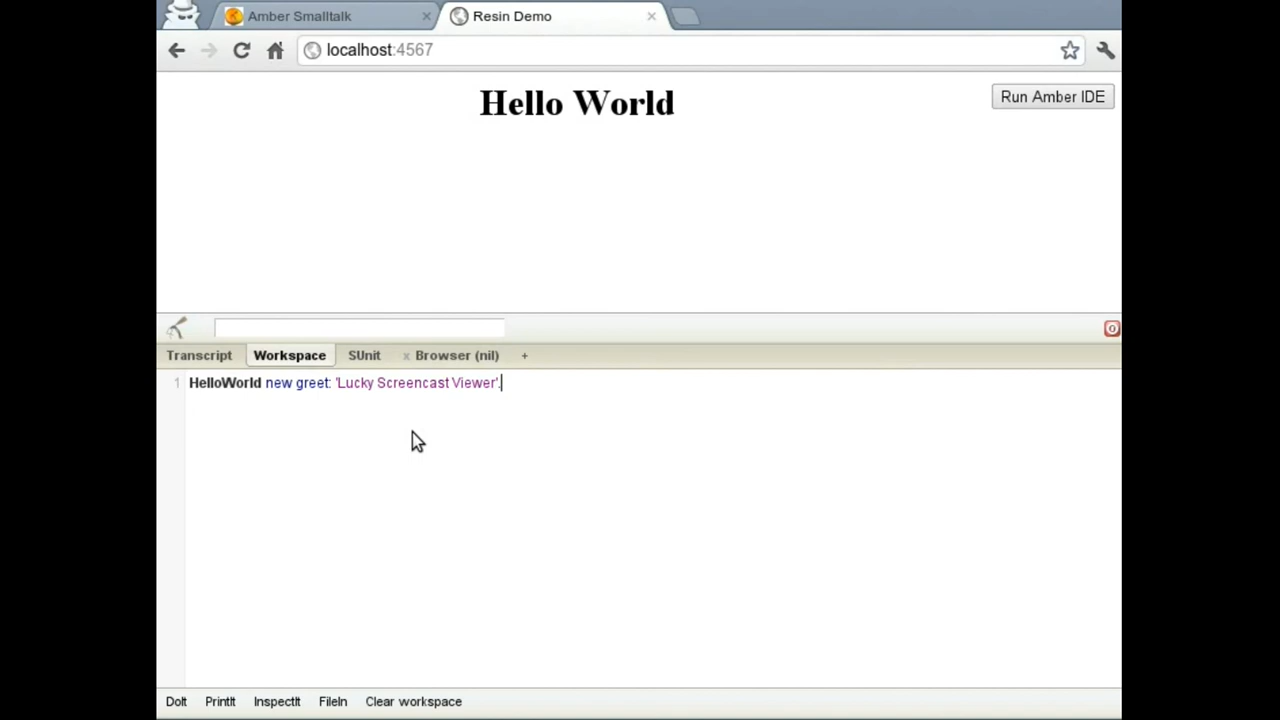 Amber Smalltalk
Resin Demo
localhost:4567
Hello World
Run Amber IDE
Transcript
Workspace
SUnit
x Browser (nil)
+
1 HelloWorld new greet: 'Lucky Screencast Viewer'.
DoIt
PrintIt
InspectIt
FileIn
Clear workspace